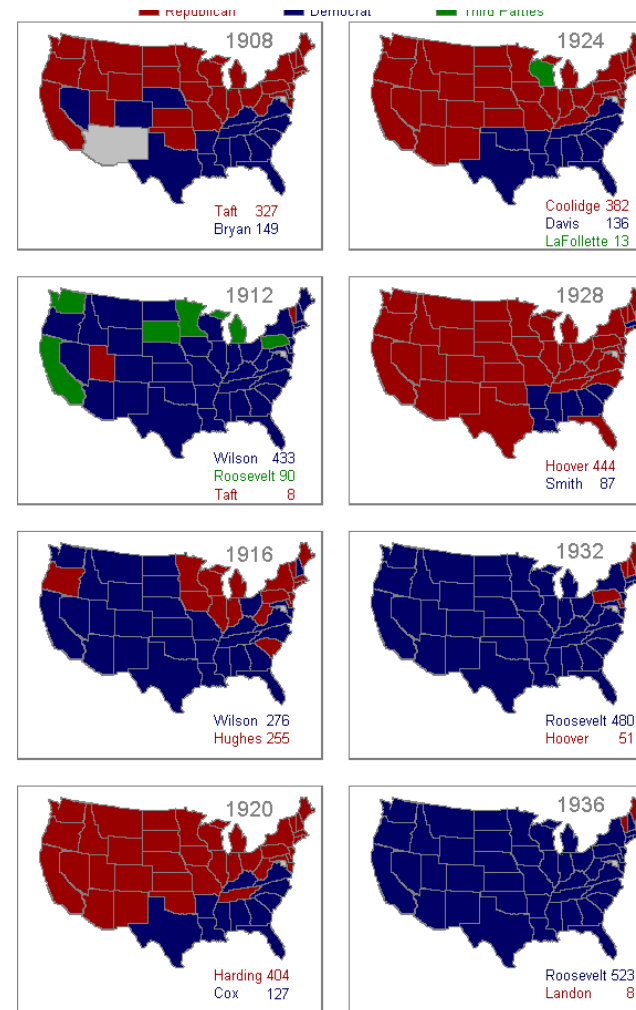 Republican Democrat Third Parties
1908
Taft 327
Bryan 149
1924
Coolidge 382
Davis 136
LaFollette 13
1912
Wilson 433
Roosevelt 90
Taft 8
1928
Hoover 444
Smith 87
1916
Wilson 276
Hughes 255
1932
Roosevelt 480
Hoover 51
1920
Harding 404
Cox 127
1936
Roosevelt 523
Landon 8